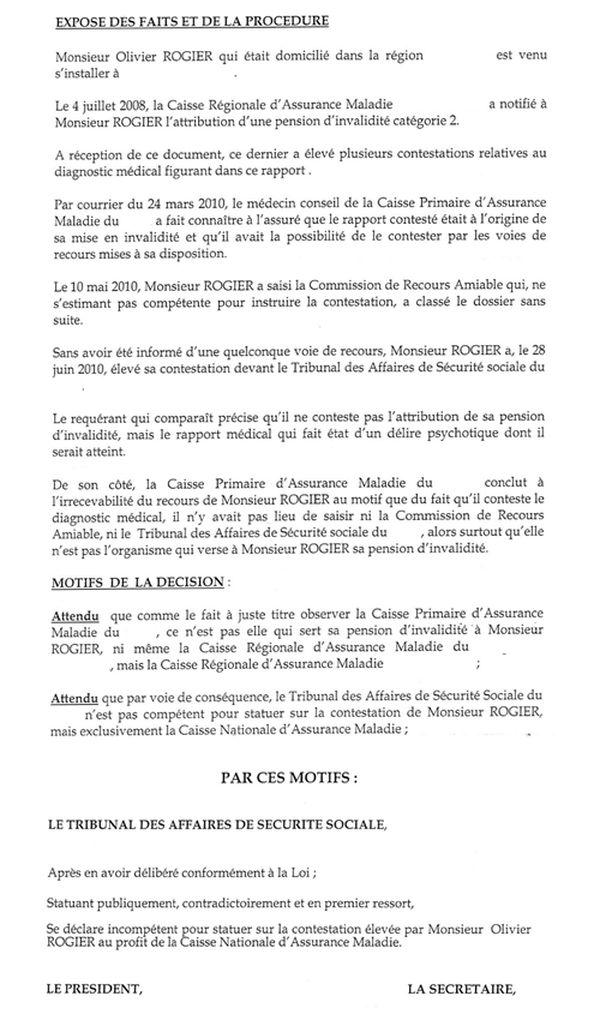 EXPOSE DES FAITS ET DE LA PROCEDURE
Monsieur Olivier ROGIER qui était domicilié dans la région est venu
s'installer à .
Le 4 juillet 2008, la Caisse Régionale d'Assurance Maladie a notifié à
Monsieur ROGIER l'attribution d'une pension d'invalidité catégorie 2.
A réception de ce document, ce dernier a élevé plusieurs contestations relatives au
diagnostic médical figurant dans ce rapport .
Par courrier du 24 mars 2010, le médecin conseil de la Caisse Primaire d'Assurance
Maladie du a fait connaître à l'assuré que le rapport contesté était à l'origine de
sa mise en invalidité et qu'il avait la possibilité de le contester par les voies de
recours mises à sa disposition.
Le 10 mai 2010, Monsieur ROGIER a saisi la Commission de Recours Amiable qui, ne
s'estimant pas compétente pour instruire la contestation, a classé le dossier sans
suite.
Sans avoir été informé d'une quelconque voie de recours, Monsieur ROGIER a, le 28
juin 2010, élevé sa contestation devant le Tribunal des Affaires de Sécurité sociale du
.
Le requérant qui comparaît précise qu'il ne conteste pas l'attribution de sa pension
d'invalidité, mais le rapport médical qui fait état d'un délire psychotique dont il
serait atteint.
De son côté, la Caisse Primaire d'Assurance Maladie du conclut à
l'irrecevabilité du recours de Monsieur ROGIER au motif que du fait qu'il conteste le
diagnostic médical, il n'y avait pas lieu de saisir ni la Commission de Recours
Amiable, ni le Tribunal des Affaires de Sécurité sociale du , alors surtout qu'elle
n'est pas l'organisme qui verse à Monsieur ROGIER sa pension d'invalidité.
MOTIFS DE LA DECISION :
Attendu que comme le fait à juste titre observer la Caisse Primaire d'Assurance
Maladie du , ce n'est pas elle qui sert sa pension d'invalidité à Monsieur
ROGIER, ni même la Caisse Régionale d'Assurance Maladie du
, mais la Caisse Régionale d'Assurance Maladie ;
Attendu que par voie de conséquence, le Tribunal des Affaires de Sécurité Sociale du
n'est pas compétent pour statuer sur la contestation de Monsieur ROGIER,
mais exclusivement la Caisse Nationale d'Assurance Maladie ;
PAR CES MOTIFS :
LE TRIBUNAL DES AFFAIRES DE SECURITE SOCIALE,
Après en avoir délibéré conformément à la Loi ;
Statuant publiquement, contradictoirement et en premier ressort,
Se déclare incompétent pour statuer sur la contestation élevée par Monsieur Olivier
ROGIER au profit de la Caisse Nationale d'Assurance Maladie.
LE PRESIDENT, LA SECRETAIRE,